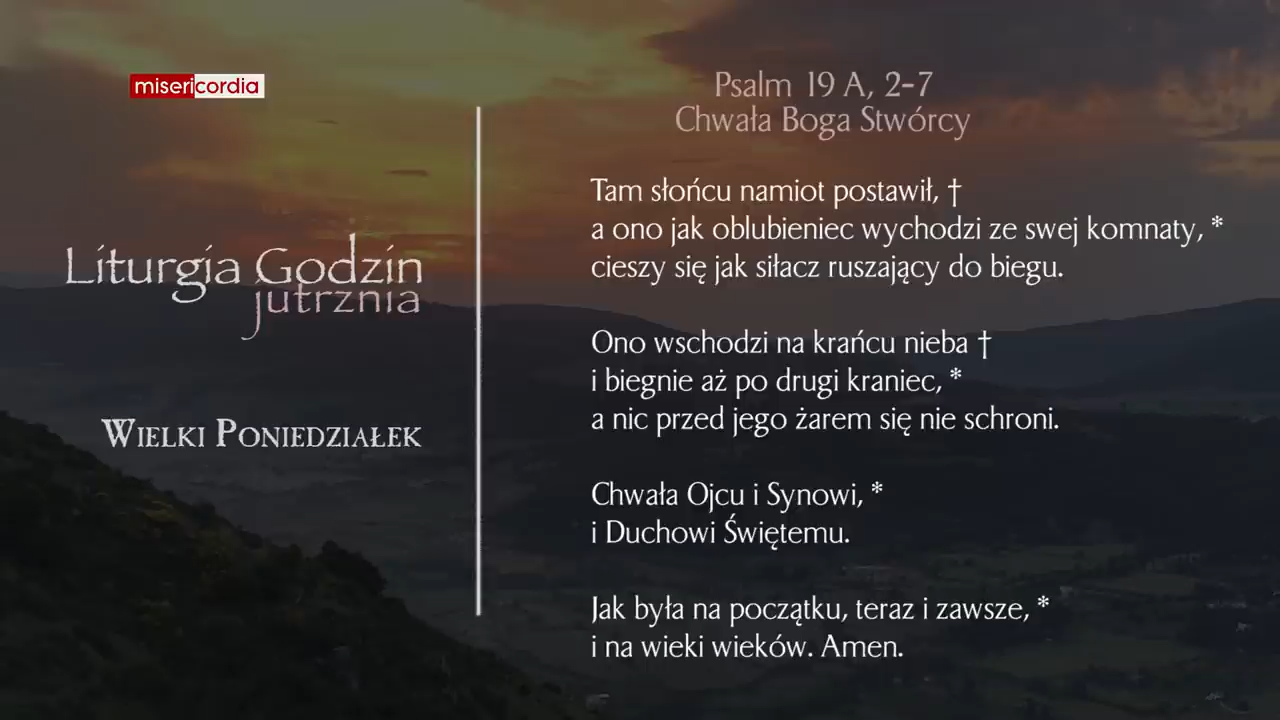 misericordia
Liturgia Godzin
jutrznia
Wielki Poniedziałek
Psalm 19 A, 2-7
Chwała Boga Stwórcy
Tam słońcu namiot postawił, †
a ono jak oblubieniec wychodzi ze swej komnaty, *
cieszy się jak siłacz ruszający do biegu.
Ono wschodzi na krańcu nieba †
i biegnie aż po drugi kraniec, *
a nic przed jego żarem się nie schroni.
Chwała Ojcu i Synowi, *
i Duchowi Świętemu.
Jak była na początku, teraz i zawsze, *
i na wieki wieków. Amen.